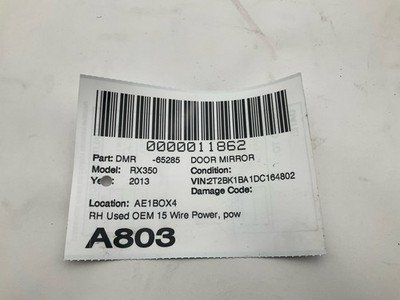 0000011862
Part: DMR -65285 DOOR MIRROR
Model: RX350 Condition:
2013 VIN:2T2BK1BA1DC164802
Damage Code:
Location: AE1BOX4
RH Used OEM 15 Wire Power, pow
A803